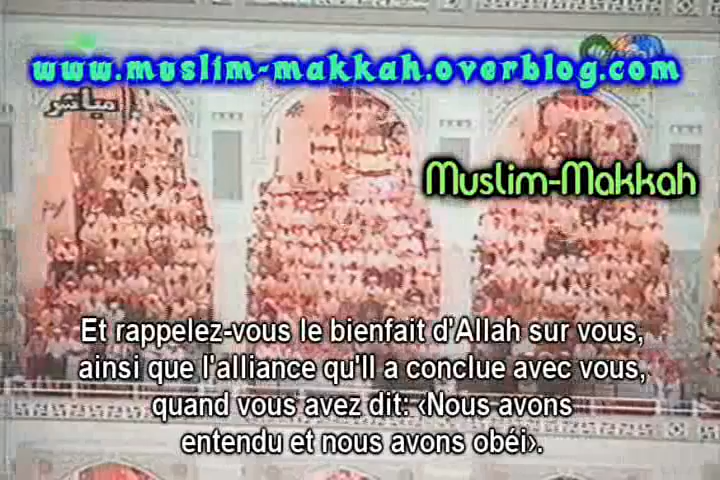 www.muslim-makkah.overblog.com
مباشر
Muslim-Makkah
Et rappelez-vous le bienfait d'Allah sur vous,
ainsi que l'alliance qu'Il a conclue avec vous,
quand vous avez dit: ‹Nous avons
entendu et nous avons obéi›.